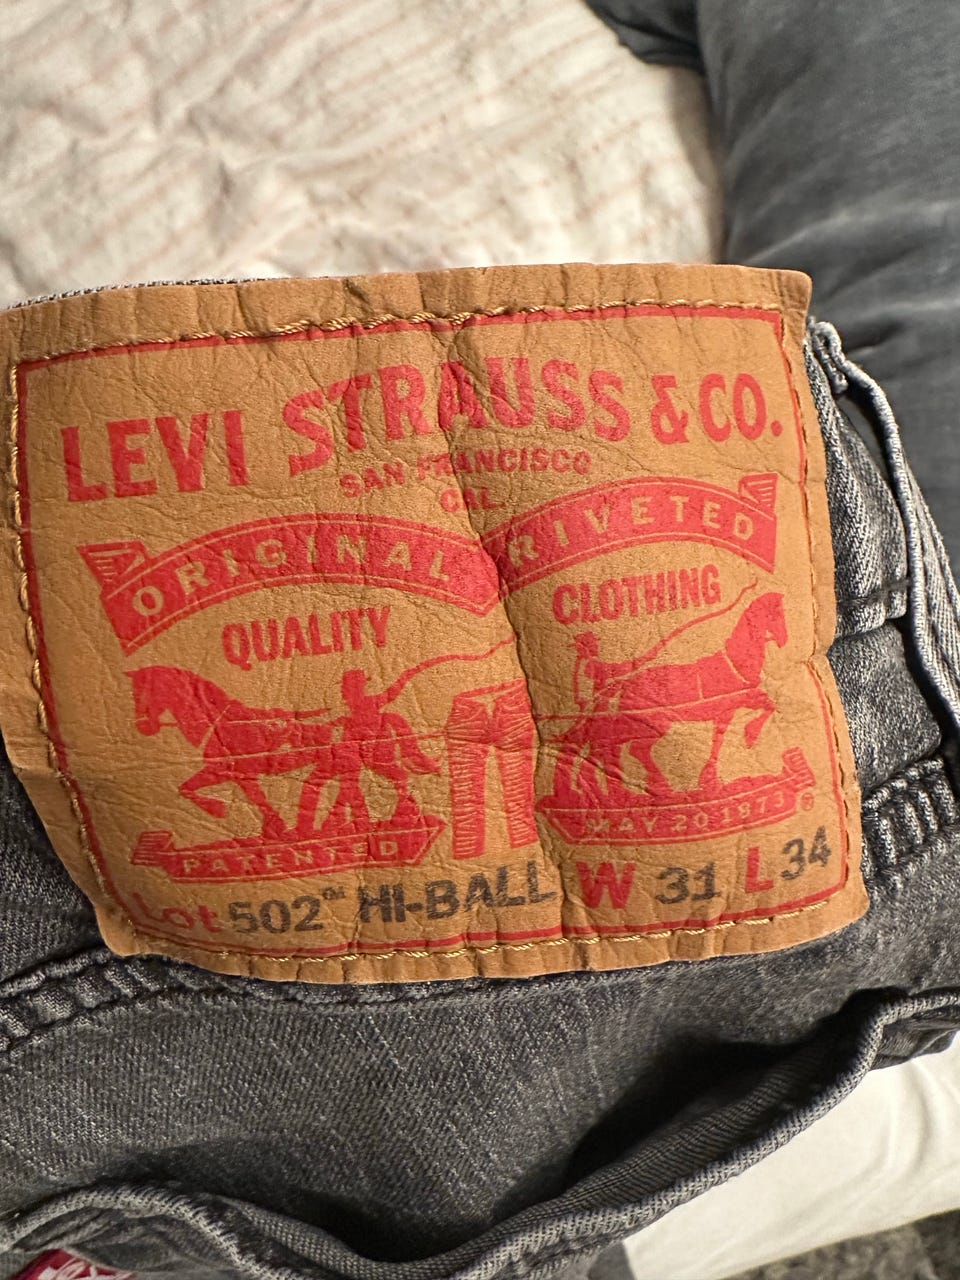 LEVI STRAUSS & CO.
SAN FRANCISCO
CAL.
ORIGINAL RIVETED
QUALITY CLOTHING
PATENTED MAY 20 1873
Lot 502™ HI-BALL W 31 L 34